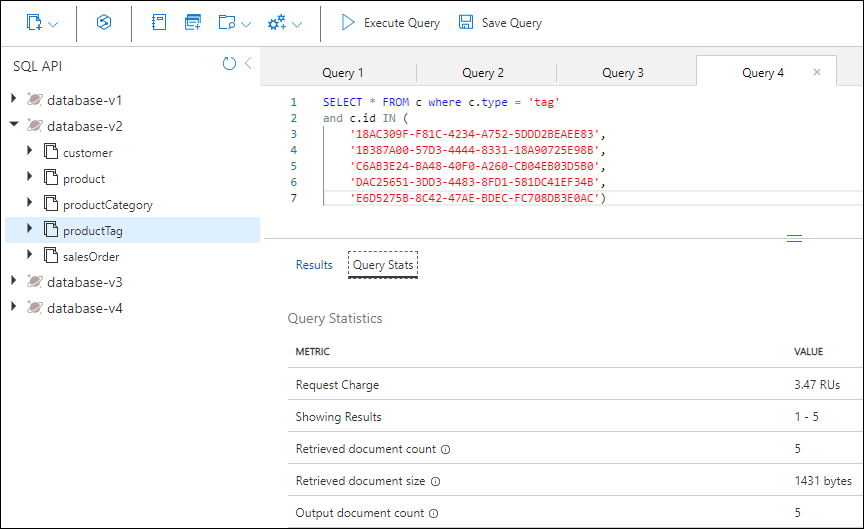 Execute Query Save Query
SQL API
database-v1
database-v2
customer
product
productCategory
productTag
salesOrder
database-v3
database-v4
Query 1 Query 2 Query 3 Query 4 ×
1 SELECT * FROM c where c.type = 'tag'
2 and c.id IN (
3 '18AC309F-F81C-4234-A752-5DDD2BEAEE83',
4 '1B387A00-57D3-4444-8331-18A90725E98B',
5 'C6AB3E24-BA48-40F0-A260-CB04EB03D5B0',
6 'DAC25651-3DD3-4483-8FD1-581DC41EF34B',
7 'E6D5275B-8C42-47AE-BDEC-FC708DB3E0AC')
Results Query Stats
Query Statistics
METRIC VALUE
Request Charge 3.47 RUs
Showing Results 1 - 5
Retrieved document count 5
Retrieved document size 1431 bytes
Output document count 5